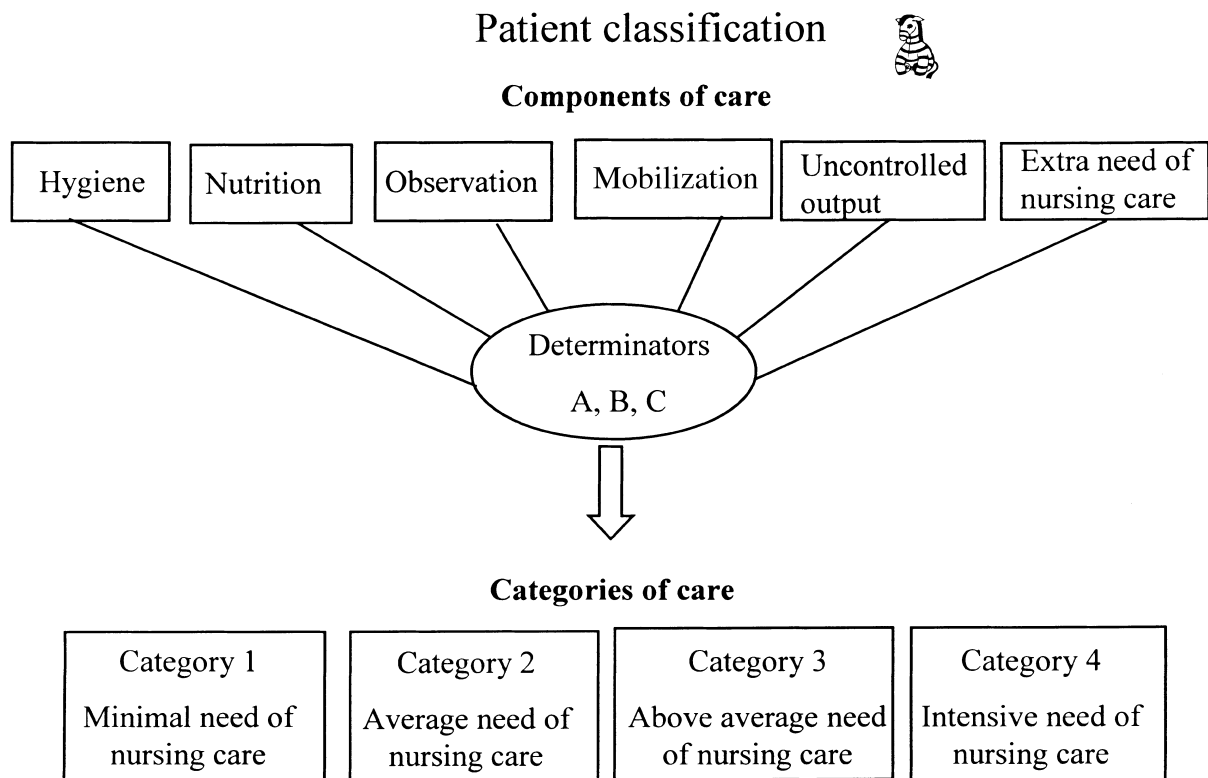 Patient classification
Components of care
Hygiene
Nutrition
Observation
Mobilization
Uncontrolled
output
Extra need of
nursing care
Determinators
A, B, C
Categories of care
Category 1
Minimal need of
nursing care
Category 2
Average need of
nursing care
Category 3
Above average need
of nursing care
Category 4
Intensive need of
nursing care